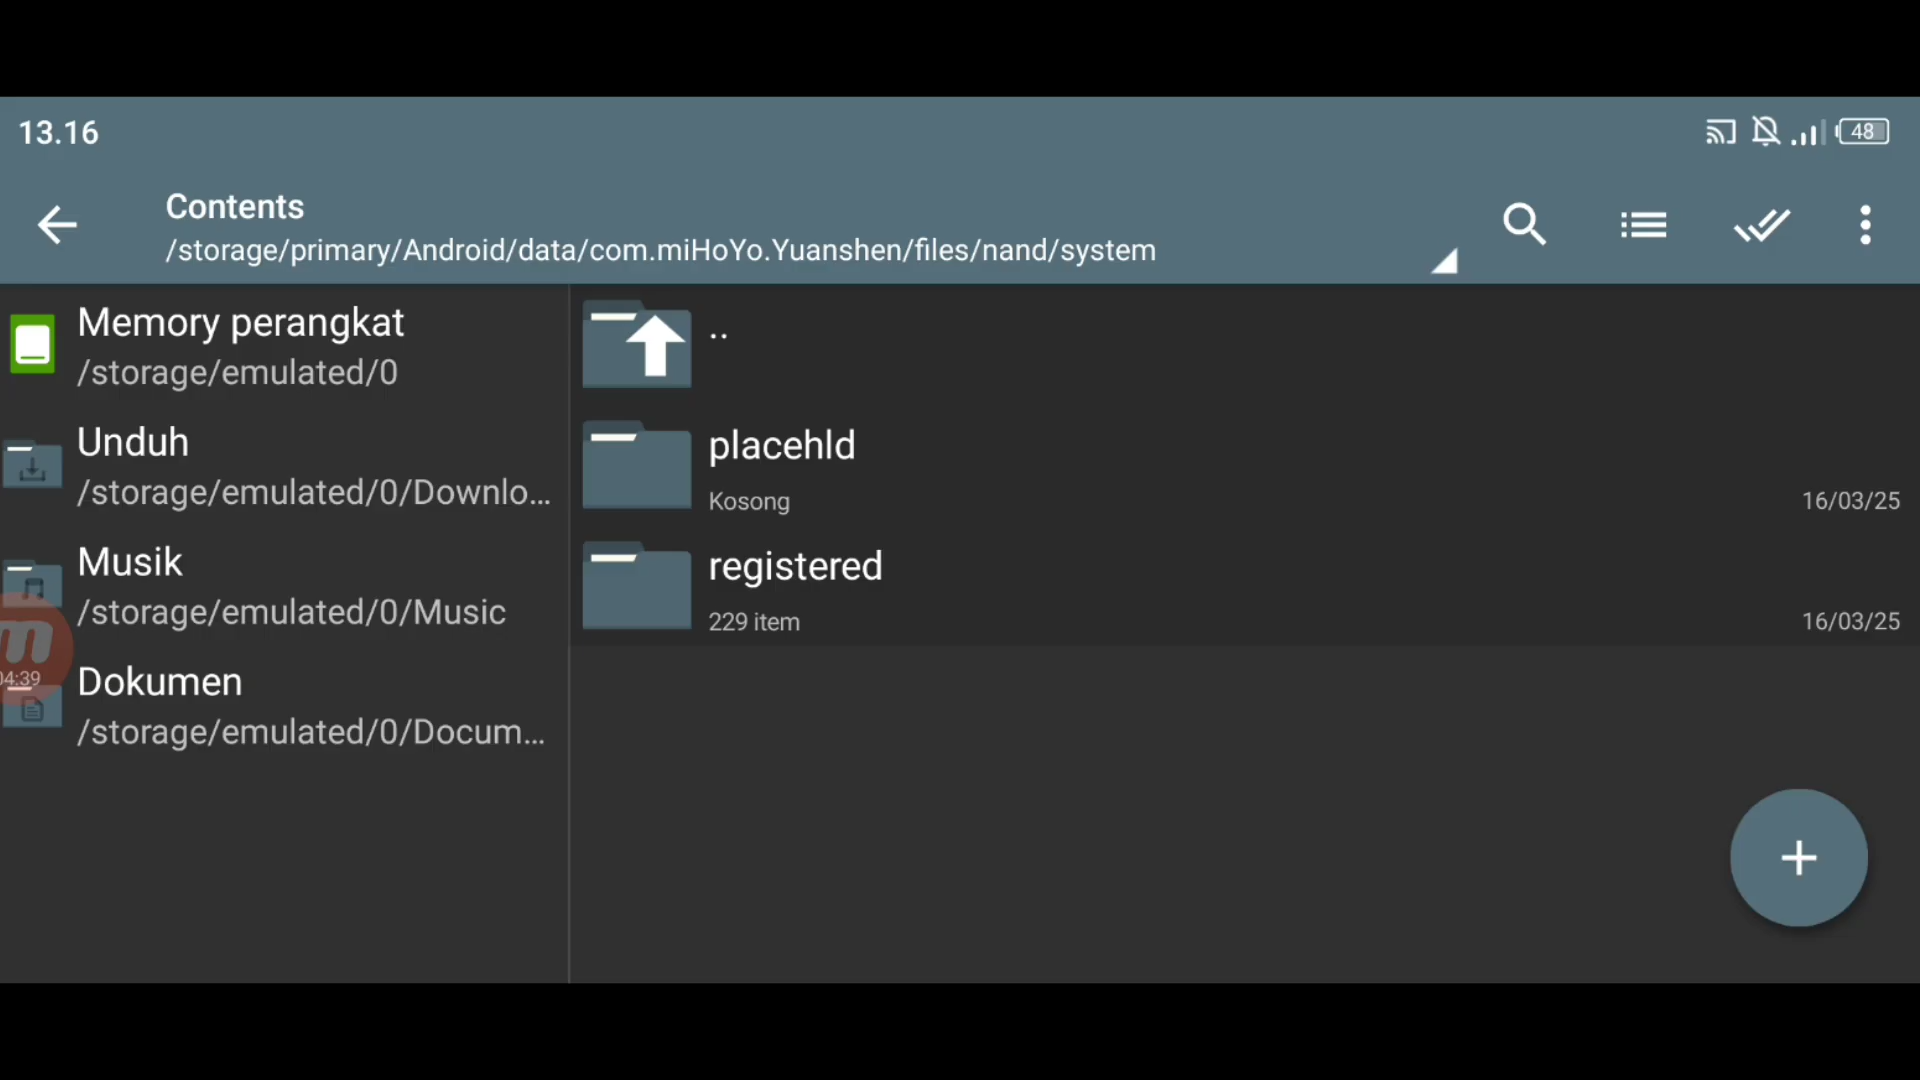 13.16
48
Contents
/storage/primary/Android/data/com.miHoYo.Yuanshen/files/nand/system
Memory perangkat
/storage/emulated/0
Unduh
/storage/emulated/0/Downlo...
Musik
/storage/emulated/0/Music
m
04:39
Dokumen
/storage/emulated/0/Docum...
..
placehld
Kosong
16/03/25
registered
229 item
16/03/25